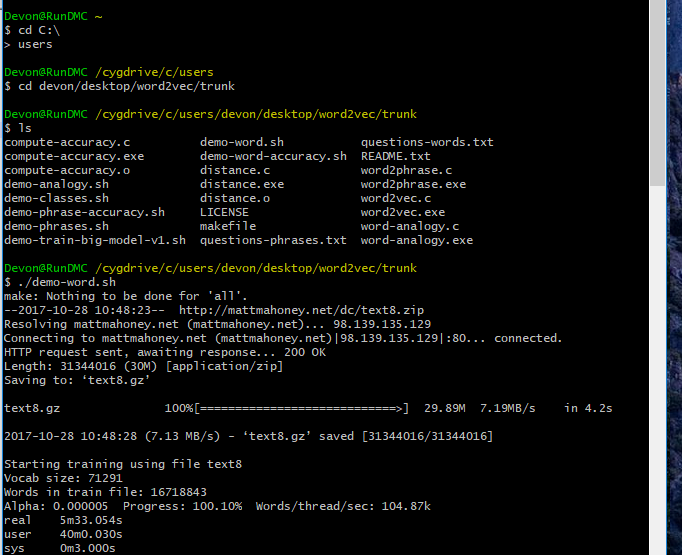 Devon@RunDMC ~
$ cd C:\
> users
Devon@RunDMC /cygdrive/c/users
$ cd devon/desktop/word2vec/trunk
Devon@RunDMC /cygdrive/c/users/devon/desktop/word2vec/trunk
$ ls
compute-accuracy.c demo-word.sh questions-words.txt
compute-accuracy.exe demo-word-accuracy.sh README.txt
compute-accuracy.o distance.c word2phrase.c
demo-analogy.sh distance.exe word2phrase.exe
demo-classes.sh distance.o word2vec.c
demo-phrase-accuracy.sh LICENSE word2vec.exe
demo-phrases.sh makefile word-analogy.c
demo-train-big-model-v1.sh questions-phrases.txt word-analogy.exe
Devon@RunDMC /cygdrive/c/users/devon/desktop/word2vec/trunk
$ ./demo-word.sh
make: Nothing to be done for 'all'.
--2017-10-28 10:48:23-- http://mattmahoney.net/dc/text8.zip
Resolving mattmahoney.net (mattmahoney.net)... 98.139.135.129
Connecting to mattmahoney.net (mattmahoney.net)|98.139.135.129|:80... connected.
HTTP request sent, awaiting response... 200 OK
Length: 31344016 (30M) [application/zip]
Saving to: ‘text8.gz’
text8.gz 100%[============================>] 29.89M 7.19MB/s in 4.2s
2017-10-28 10:48:28 (7.13 MB/s) - ‘text8.gz’ saved [31344016/31344016]
Starting training using file text8
Vocab size: 71291
Words in train file: 16718843
Alpha: 0.000005 Progress: 100.10% Words/thread/sec: 104.87k
real 5m33.054s
user 40m0.030s
sys 0m3.000s